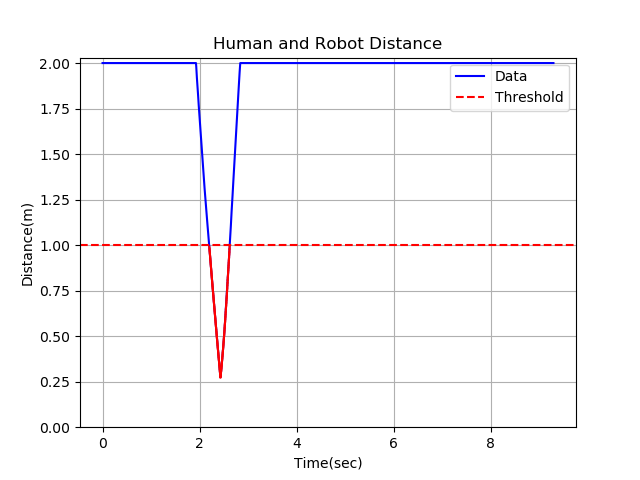 Human and Robot Distance
Data
Threshold
2.00
1.75
1.50
1.25
1.00
0.75
0.50
0.25
0.00
Distance(m)
0 2 4 6 8
Time(sec)